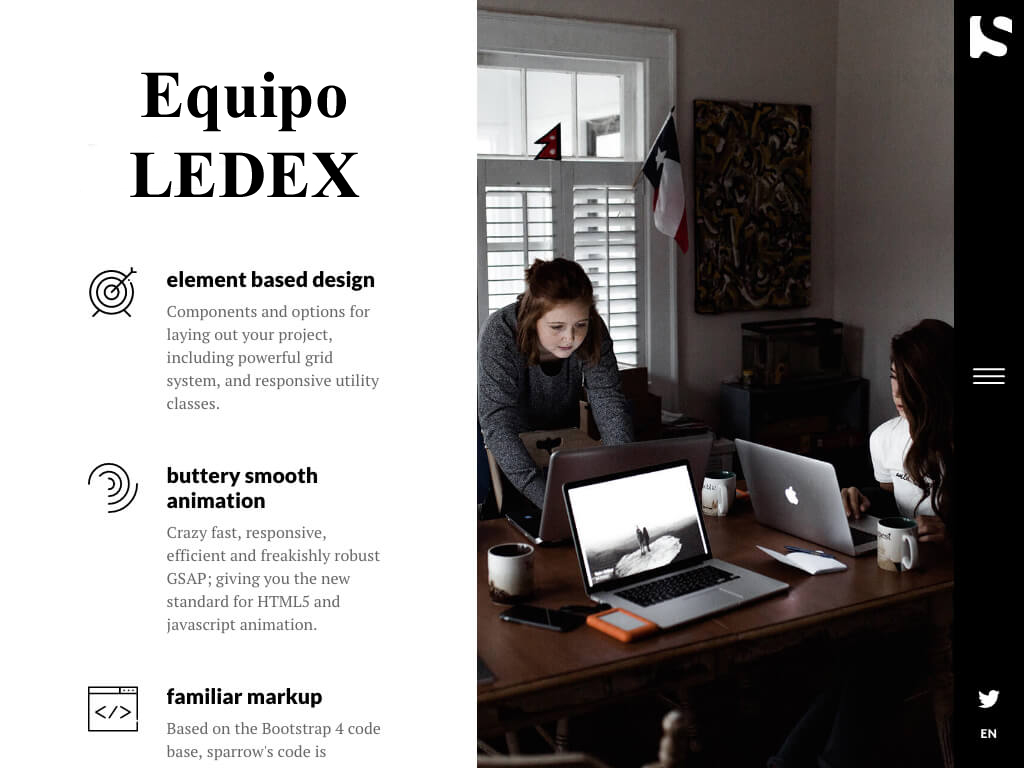 Equipo
LEDEX
element based design
Components and options for
laying out your project,
including powerful grid
system, and responsive utility
classes.
buttery smooth
animation
Crazy fast, responsive,
efficient and freakishly robust
GSAP; giving you the new
standard for HTML5 and
javascript animation.
familiar markup
Based on the Bootstrap 4 code
base, sparrow's code is
S
EN